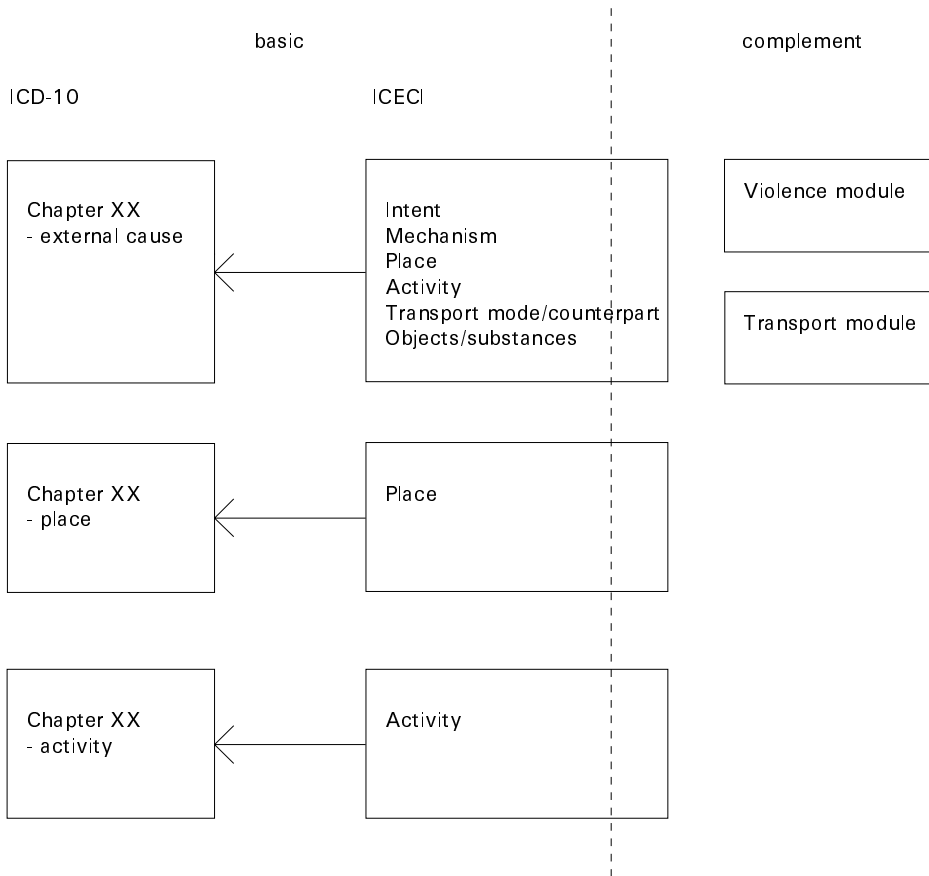 basic
complement
ICD-10
ICECI
Chapter XX
- external cause
Intent
Mechanism
Place
Activity
Transport mode/counterpart
Objects/substances
Violence module
Transport module
Chapter XX
- place
Place
Chapter XX
- activity
Activity